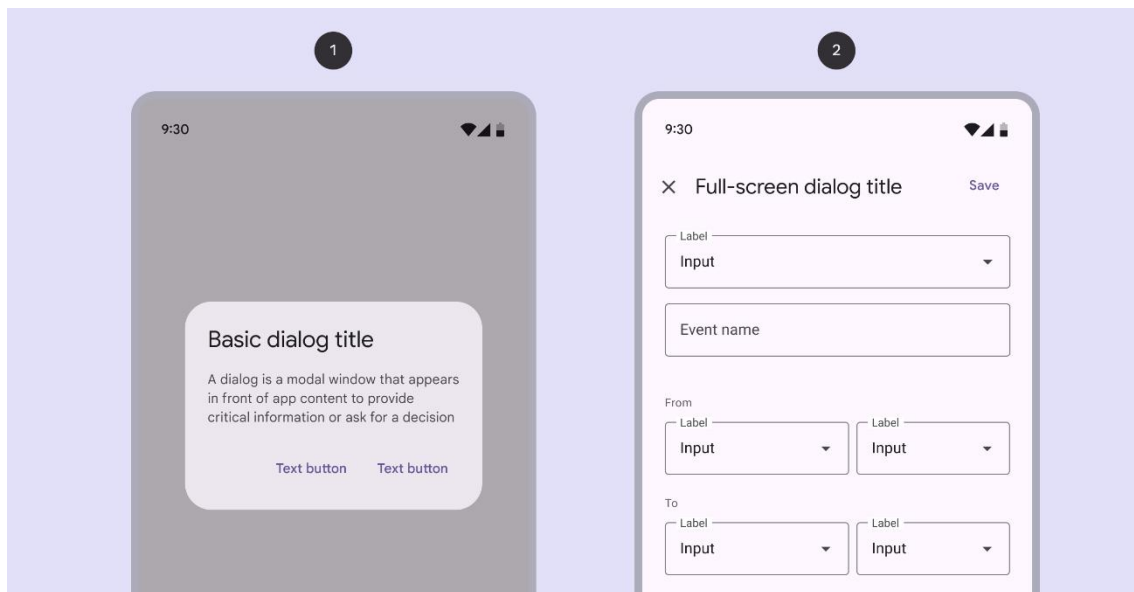 1
9:30
Basic dialog title
A dialog is a modal window that appears
in front of app content to provide
critical information or ask for a decision
Text button Text button
2
9:30
Full-screen dialog title Save
Label
Input
Event name
From
Label Label
Input Input
To
Label Label
Input Input